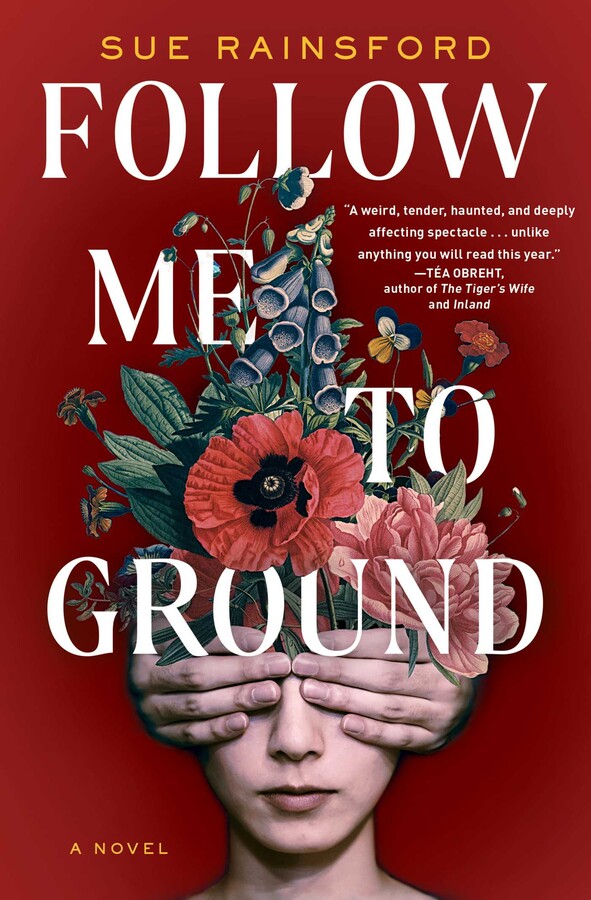 SUE RAINSFORD
FOLLOW
ME
TO
GROUND
“A weird, tender, haunted, and deeply
affecting spectacle . . . unlike
anything you will read this year.”
—TÉA OBREHT,
author of The Tiger’s Wife
and Inland
A NOVEL